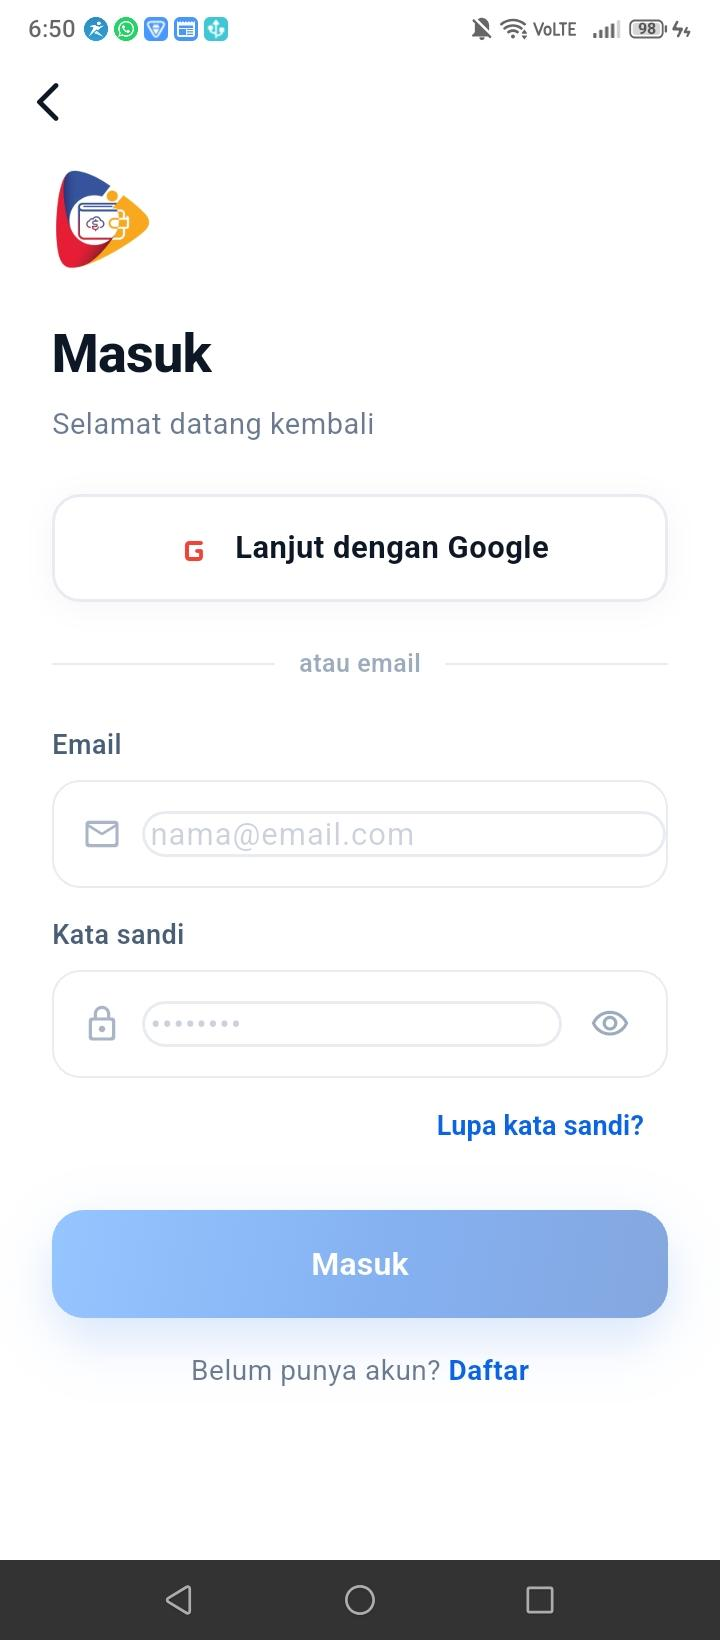 6:50
VoLTE 98
Masuk
Selamat datang kembali
G Lanjut dengan Google
atau email
Email
nama@email.com
Kata sandi
••••••••
Lupa kata sandi?
Masuk
Belum punya akun? Daftar